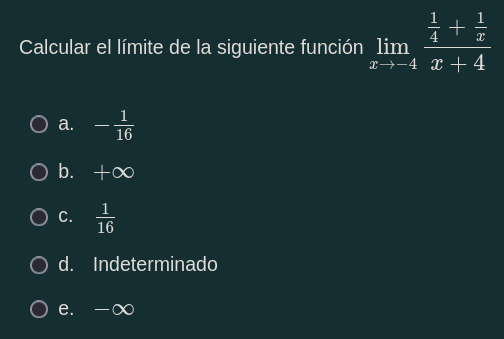 Calcular el límite de la siguiente función $\lim_{x \to -4} \frac{\frac{1}{4} + \frac{1}{x}}{x + 4}$
a. $-\frac{1}{16}$
b. $+\infty$
c. $\frac{1}{16}$
d. Indeterminado
e. $-\infty$